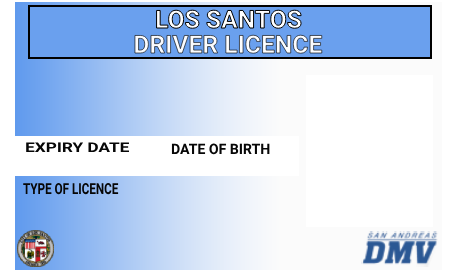 LOS SANTOS
DRIVER LICENCE
EXPIRY DATE DATE OF BIRTH
TYPE OF LICENCE
SAN ANDREAS
DMV